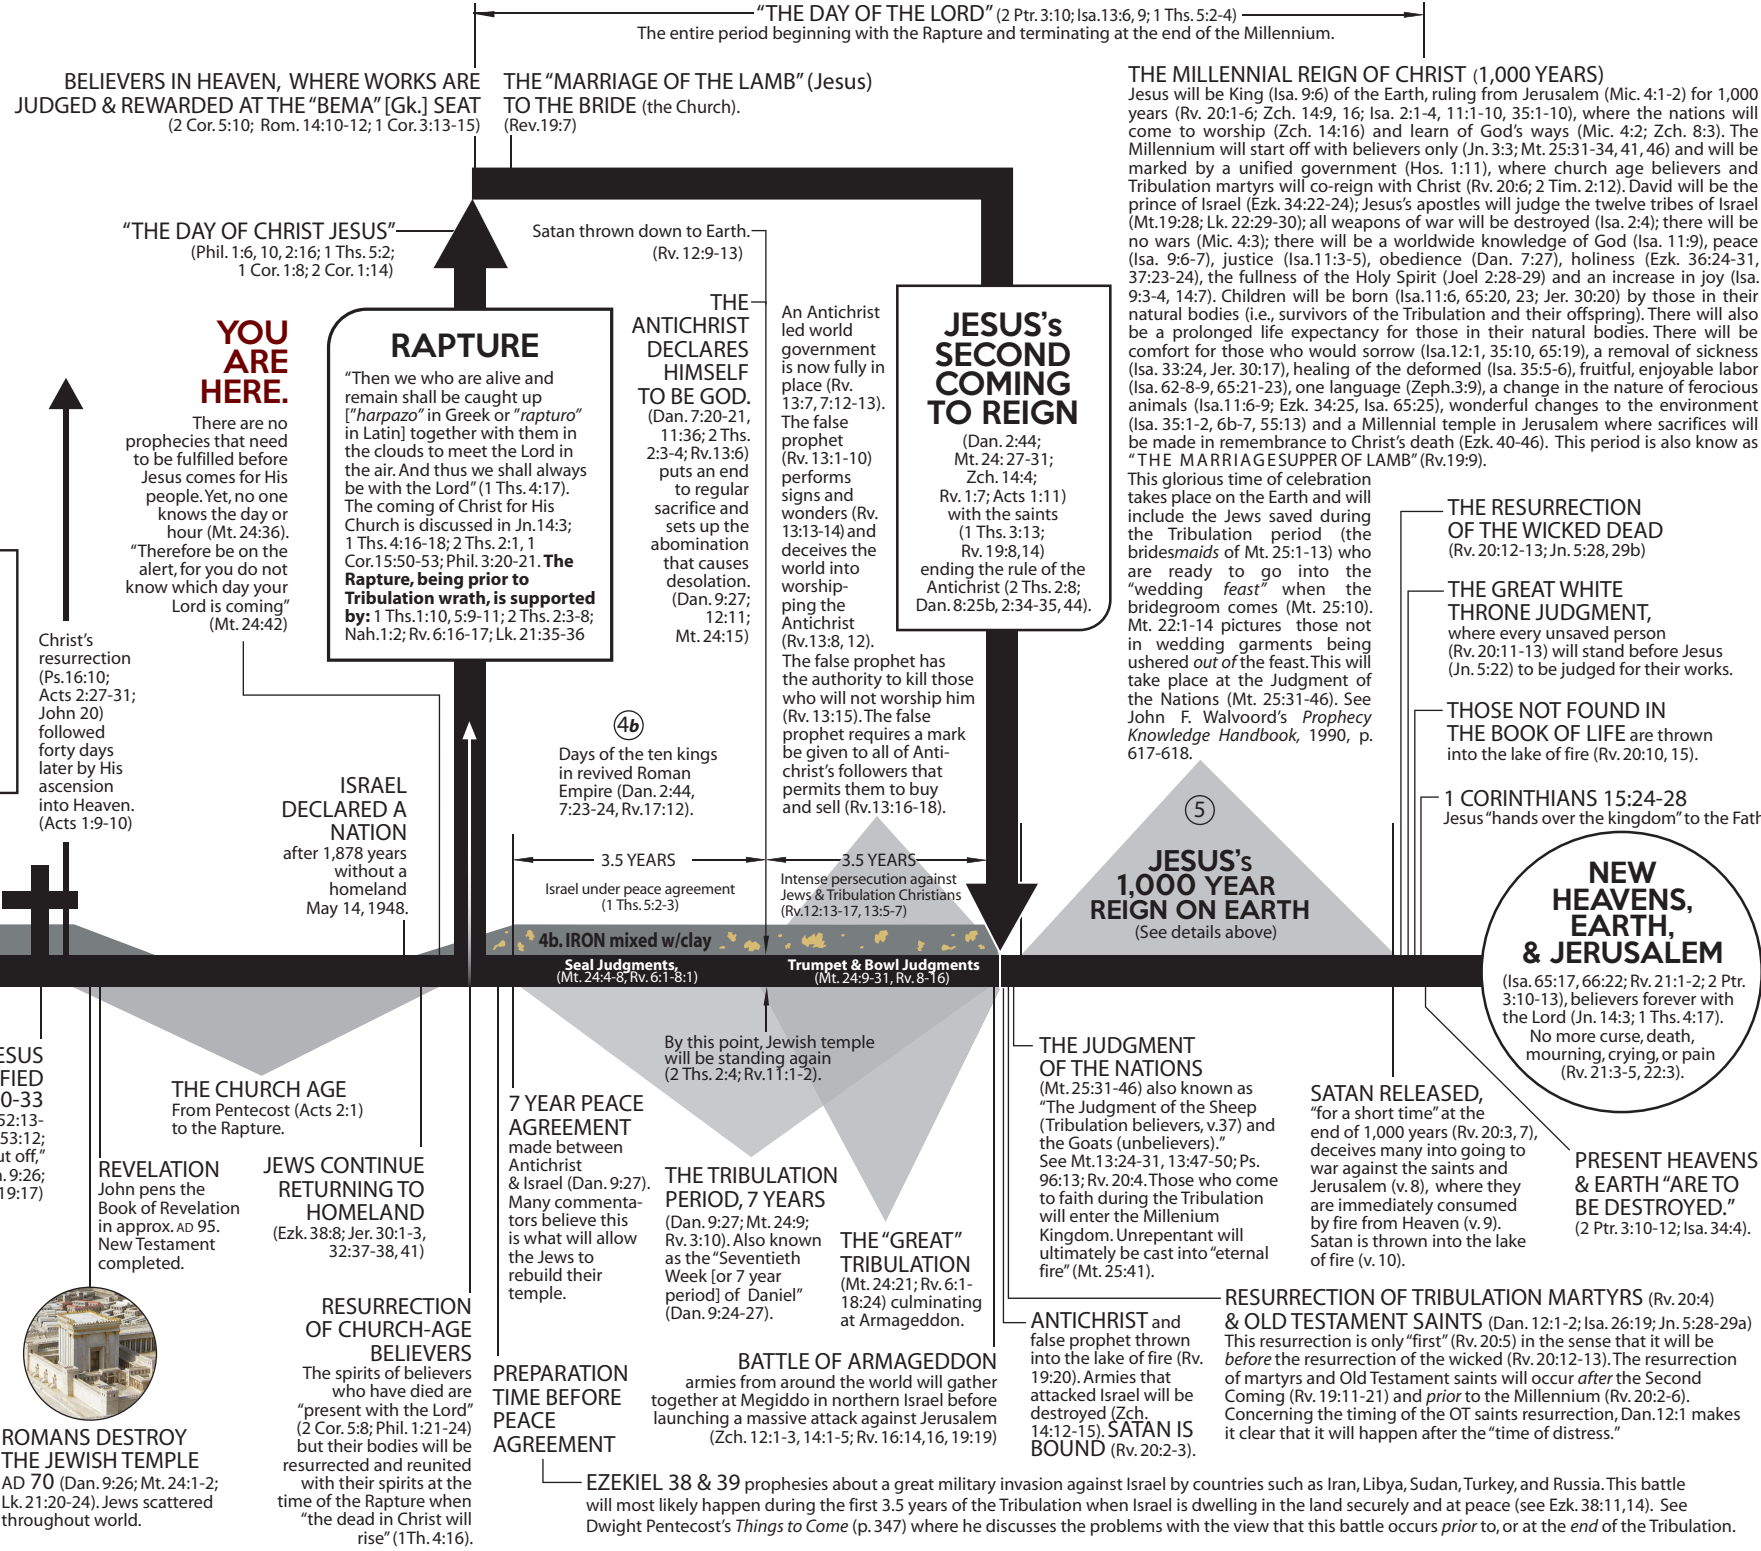 "THE DAY OF THE LORD" (2 Ptr. 3:10; Isa.13:6, 9; 1 Ths. 5:2-4)
The entire period beginning with the Rapture and terminating at the end of the Millennium.
BELIEVERS IN HEAVEN, WHERE WORKS ARE
JUDGED & REWARDED AT THE "BEMA" [Gk.] SEAT
(2 Cor. 5:10; Rom. 14:10-12; 1 Cor. 3:13-15)
THE "MARRIAGE OF THE LAMB" (Jesus)
TO THE BRIDE (the Church).
(Rev.19:7)
THE MILLENNIAL REIGN OF CHRIST (1,000 YEARS)
Jesus will be King (Isa. 9:6) of the Earth, ruling from Jerusalem (Mic. 4:1-2) for 1,000
years (Rv. 20:1-6; Zch. 14:9, 16; Isa. 2:1-4, 11:1-10, 35:1-10), where the nations will
come to worship (Zch. 14:16) and learn of God's ways (Mic. 4:2; Zch. 8:3). The
Millennium will start off with believers only (Jn. 3:3; Mt. 25:31-34, 41, 46) and will be
marked by a unified government (Hos. 1:11), where church age believers and
Tribulation martyrs will co-reign with Christ (Rv. 20:6; 2 Tim. 2:12). David will be the
prince of Israel (Ezk. 34:22-24); Jesus's apostles will judge the twelve tribes of Israel
(Mt.19:28; Lk. 22:29-30); all weapons of war will be destroyed (Isa. 2:4); there will be
no wars (Mic. 4:3); there will be a worldwide knowledge of God (Isa. 11:9), peace
(Isa. 9:6-7), justice (Isa.11:3-5), obedience (Dan. 7:27), holiness (Ezk. 36:24-31,
37:23-24), the fullness of the Holy Spirit (Joel 2:28-29) and an increase in joy (Isa.
9:3-4, 14:7). Children will be born (Isa.11:6, 65:20, 23; Jer. 30:20) by those in their
natural bodies (i.e., survivors of the Tribulation and their offspring). There will also
be a prolonged life expectancy for those in their natural bodies. There will be
comfort for those who would sorrow (Isa.12:1, 35:10, 65:19), a removal of sickness
(Isa. 33:24, Jer. 30:17), healing of the deformed (Isa. 35:5-6), fruitful, enjoyable labor
(Isa. 62-8-9, 65:21-23), one language (Zeph.3:9), a change in the nature of ferocious
animals (Isa.11:6-9; Ezk. 34:25, Isa. 65:25), wonderful changes to the environment
(Isa. 35:1-2, 6b-7, 55:13) and a Millennial temple in Jerusalem where sacrifices will
be made in remembrance to Christ's death (Ezk. 40-46). This period is also know as
"THE MARRIAGE SUPPER OF LAMB" (Rv.19:9).
This glorious time of celebration
takes place on the Earth and will
include the Jews saved during
the Tribulation period (the
bridesmaids of Mt. 25:1-13) who
are ready to go into the
"wedding feast" when the
bridegroom comes (Mt. 25:10).
Mt. 22:1-14 pictures those not
in wedding garments being
ushered out of the feast. This will
take place at the Judgment of
the Nations (Mt. 25:31-46). See
John F. Walvoord's Prophecy
Knowledge Handbook, 1990, p.
617-618.
"THE DAY OF CHRIST JESUS"
(Phil. 1:6, 10, 2:16; 1 Ths. 5:2;
1 Cor. 1:8; 2 Cor. 1:14)
Satan thrown down to Earth.
(Rv. 12:9-13)
YOU
ARE
HERE.
There are no
prophecies that need
to be fulfilled before
Jesus comes for His
people. Yet, no one
knows the day or
hour (Mt. 24:36).
"Therefore be on the
alert, for you do not
know which day your
Lord is coming"
(Mt. 24:42)
RAPTURE
"Then we who are alive and
remain shall be caught up
["harpazo" in Greek or "rapturo"
in Latin] together with them in
the clouds to meet the Lord in
the air. And thus we shall always
be with the Lord" (1 Ths. 4:17).
The coming of Christ for His
Church is discussed in Jn.14:3;
1 Ths. 4:16-18; 2 Ths. 2:1, 1
Cor.15:50-53; Phil. 3:20-21. The
Rapture, being prior to
Tribulation wrath, is supported
by: 1 Ths.1:10, 5:9-11; 2 Ths. 2:3-8;
Nah.1:2; Rv. 6:16-17; Lk. 21:35-36
THE
ANTICHRIST
DECLARES
HIMSELF
TO BE GOD.
(Dan. 7:20-21,
11:36; 2 Ths.
2:3-4; Rv.13:6)
puts an end
to regular
sacrifice and
sets up the
abomination
that causes
desolation.
(Dan. 9:27;
12:11;
Mt. 24:15)
An Antichrist
led world
government
is now fully in
place (Rv.
13:7, 7:12-13).
The false
prophet
(Rv. 13:1-10)
performs
signs and
wonders (Rv.
13:13-14) and
deceives the
world into
worship-
ping the
Antichrist
(Rv.13:8, 12).
The false prophet has
the authority to kill those
who will not worship him
(Rv. 13:15). The false
prophet requires a mark
be given to all of Anti-
christ's followers that
permits them to buy
and sell (Rv.13:16-18).
JESUS's
SECOND
COMING
TO REIGN
(Dan. 2:44;
Mt. 24: 27-31;
Zch. 14:4;
Rv. 1:7; Acts 1:11)
with the saints
(1 Ths. 3:13;
Rv. 19:8,14)
ending the rule of the
Antichrist (2 Ths. 2:8;
Dan. 8:25b, 2:34-35, 44).
THE RESURRECTION
OF THE WICKED DEAD
(Rv. 20:12-13; Jn. 5:28, 29b)
THE GREAT WHITE
THRONE JUDGMENT,
where every unsaved person
(Rv. 20:11-13) will stand before Jesus
(Jn. 5:22) to be judged for their works.
THOSE NOT FOUND IN
THE BOOK OF LIFE are thrown
into the lake of fire (Rv. 20:10, 15).
1 CORINTHIANS 15:24-28
Jesus "hands over the kingdom" to the Fath
Christ's
resurrection
(Ps.16:10;
Acts 2:27-31;
John 20)
followed
forty days
later by His
ascension
into Heaven.
(Acts 1:9-10)
ISRAEL
DECLARED A
NATION
after 1,878 years
without a
homeland
May 14, 1948.
4b
Days of the ten kings
in revived Roman
Empire (Dan. 2:44,
7:23-24, Rv.17:12).
3.5 YEARS
Israel under peace agreement
(1 Ths. 5:2-3)
3.5 YEARS
Intense persecution against
Jews & Tribulation Christians
(Rv.12:13-17, 13:5-7)
5
JESUS's
1,000 YEAR
REIGN ON EARTH
(See details above)
4b. IRON mixed w/clay
Seal Judgments,
(Mt. 24:4-8, Rv. 6:1-8:1)
Trumpet & Bowl Judgments
(Mt. 24:9-31, Rv. 8-16)
NEW
HEAVENS,
EARTH,
& JERUSALEM
(Isa. 65:17, 66:22; Rv. 21:1-2; 2 Ptr.
3:10-13), believers forever with
the Lord (Jn. 14:3; 1 Ths. 4:17).
No more curse, death,
mourning, crying, or pain
(Rv. 21:3-5, 22:3).
ESUS
FIED
0-33
52:13-
53:12;
ut off,"
n. 9:26;
19:17)
THE CHURCH AGE
From Pentecost (Acts 2:1)
to the Rapture.
REVELATION
John pens the
Book of Revelation
in approx. AD 95.
New Testament
completed.
JEWS CONTINUE
RETURNING TO
HOMELAND
(Ezk. 38:8; Jer. 30:1-3,
32:37-38, 41)
ROMANS DESTROY
THE JEWISH TEMPLE
AD 70 (Dan. 9:26; Mt. 24:1-2;
Lk. 21:20-24). Jews scattered
throughout world.
RESURRECTION
OF CHURCH-AGE
BELIEVERS
The spirits of believers
who have died are
"present with the Lord"
(2 Cor. 5:8; Phil. 1:21-24)
but their bodies will be
resurrected and reunited
with their spirits at the
time of the Rapture when
"the dead in Christ will
rise" (1Th. 4:16).
7 YEAR PEACE
AGREEMENT
made between
Antichrist
& Israel (Dan. 9:27).
Many commenta-
tors believe this
is what will allow
the Jews to
rebuild their
temple.
By this point, Jewish temple
will be standing again
(2 Ths. 2:4; Rv.11:1-2).
THE TRIBULATION
PERIOD, 7 YEARS
(Dan. 9:27; Mt. 24:9;
Rv. 3:10). Also known
as the "Seventieth
Week [or 7 year
period] of Daniel"
(Dan. 9:24-27).
THE "GREAT"
TRIBULATION
(Mt. 24:21; Rv. 6:1-
18:24) culminating
at Armageddon.
PREPARATION
TIME BEFORE
PEACE
AGREEMENT
BATTLE OF ARMAGEDDON
armies from around the world will gather
together at Megiddo in northern Israel before
launching a massive attack against Jerusalem
(Zch. 12:1-3, 14:1-5; Rv. 16:14,16, 19:19)
THE JUDGMENT
OF THE NATIONS
(Mt. 25:31-46) also known as
"The Judgment of the Sheep
(Tribulation believers, v.37) and
the Goats (unbelievers)."
See Mt.13:24-31, 13:47-50; Ps.
96:13; Rv. 20:4. Those who come
to faith during the Tribulation
will enter the Millenium
Kingdom. Unrepentant will
ultimately be cast into "eternal
fire" (Mt. 25:41).
SATAN RELEASED,
"for a short time" at the
end of 1,000 years (Rv. 20:3, 7),
deceives many into going to
war against the saints and
Jerusalem (v. 8), where they
are immediately consumed
by fire from Heaven (v. 9).
Satan is thrown into the lake
of fire (v. 10).
PRESENT HEAVENS
& EARTH "ARE TO
BE DESTROYED."
(2 Ptr. 3:10-12; Isa. 34:4).
ANTICHRIST and
false prophet thrown
into the lake of fire (Rv.
19:20). Armies that
attacked Israel will be
destroyed (Zch.
14:12-15). SATAN IS
BOUND (Rv. 20:2-3).
RESURRECTION OF TRIBULATION MARTYRS (Rv. 20:4)
& OLD TESTAMENT SAINTS (Dan. 12:1-2; Isa. 26:19; Jn. 5:28-29a)
This resurrection is only "first" (Rv. 20:5) in the sense that it will be
before the resurrection of the wicked (Rv. 20:12-13). The resurrection
of martyrs and Old Testament saints will occur after the Second
Coming (Rv. 19:11-21) and prior to the Millennium (Rv. 20:2-6).
Concerning the timing of the OT saints resurrection, Dan.12:1 makes
it clear that it will happen after the "time of distress."
EZEKIEL 38 & 39 prophesies about a great military invasion against Israel by countries such as Iran, Libya, Sudan, Turkey, and Russia. This battle
will most likely happen during the first 3.5 years of the Tribulation when Israel is dwelling in the land securely and at peace (see Ezk. 38:11,14). See
Dwight Pentecost's Things to Come (p. 347) where he discusses the problems with the view that this battle occurs prior to, or at the end of the Tribulation.